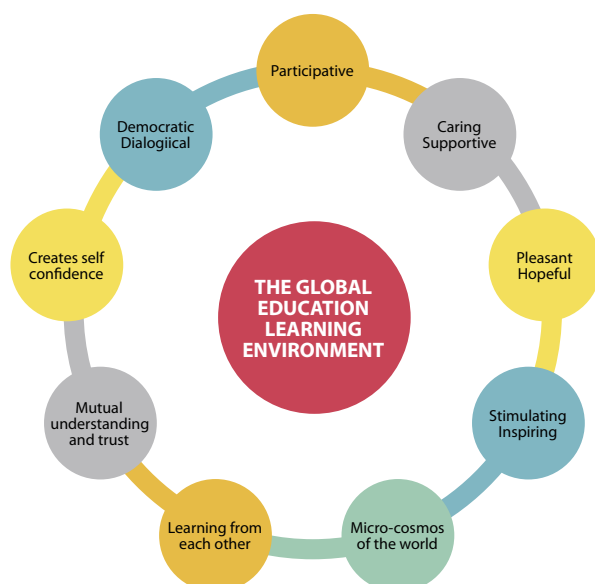 Participative
Caring
Supportive
Pleasant
Hopeful
Stimulating
Inspiring
Micro-cosmos
of the world
Learning from
each other
Mutual
understanding
and trust
Creates self
confidence
Democratic
Dialogiical
THE GLOBAL
EDUCATION
LEARNING
ENVIRONMENT